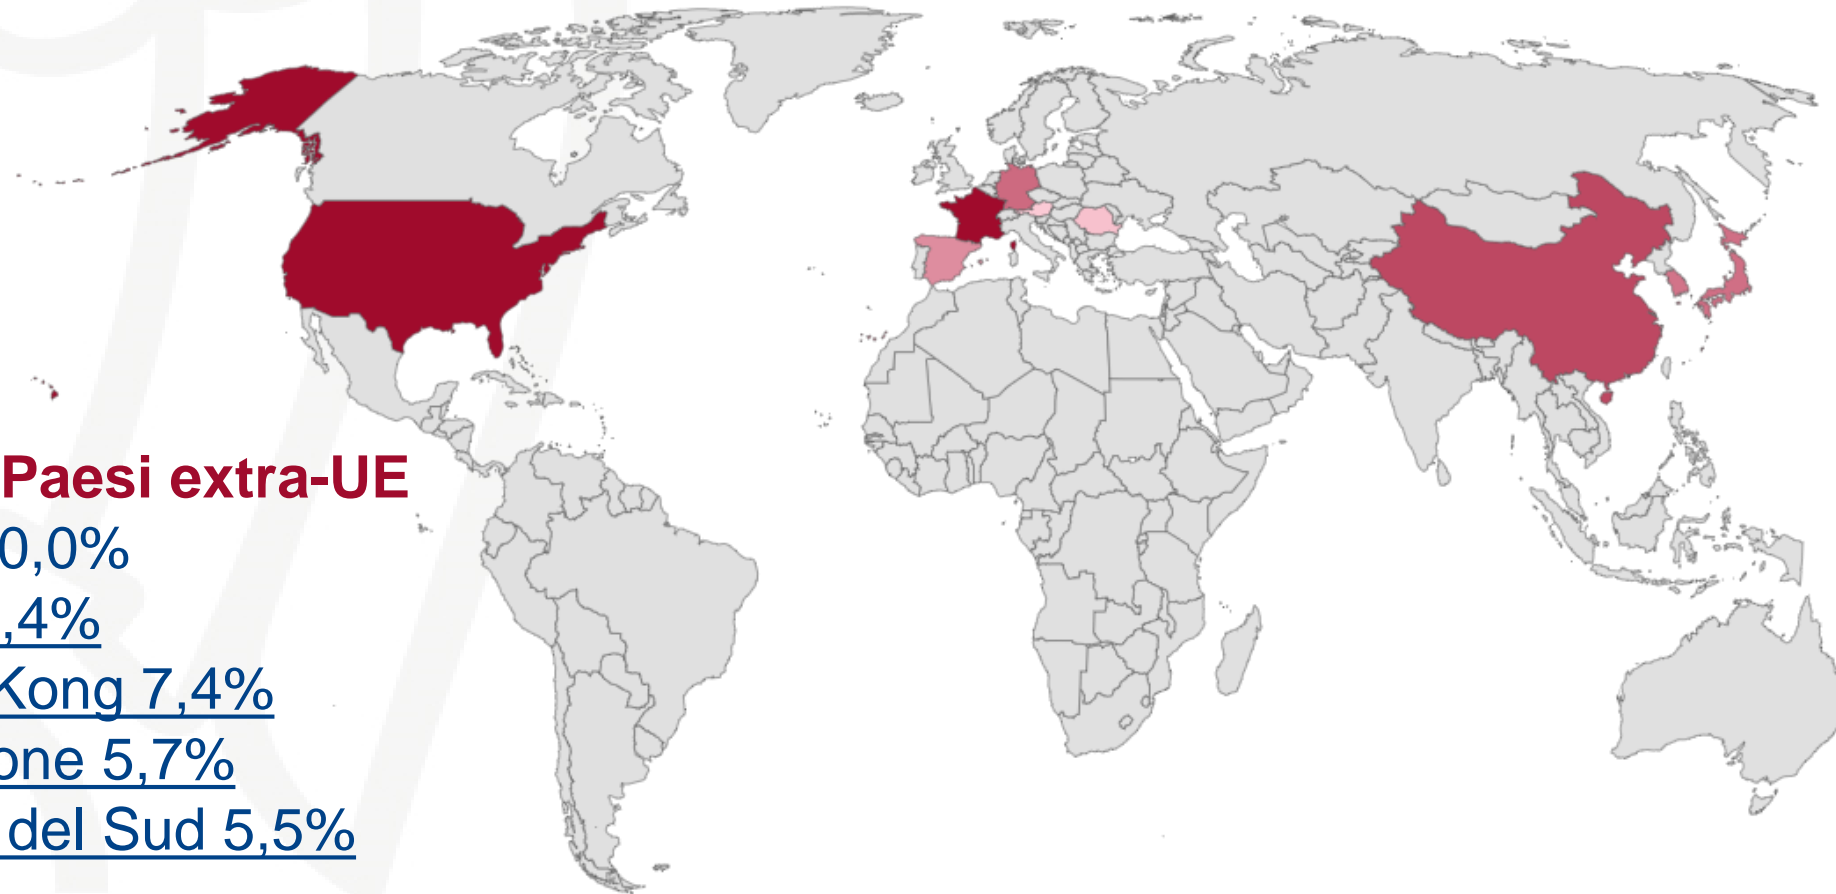 Paesi extra-UE
0,0%
,4%
Kong 7,4%
one 5,7%
del Sud 5,5%